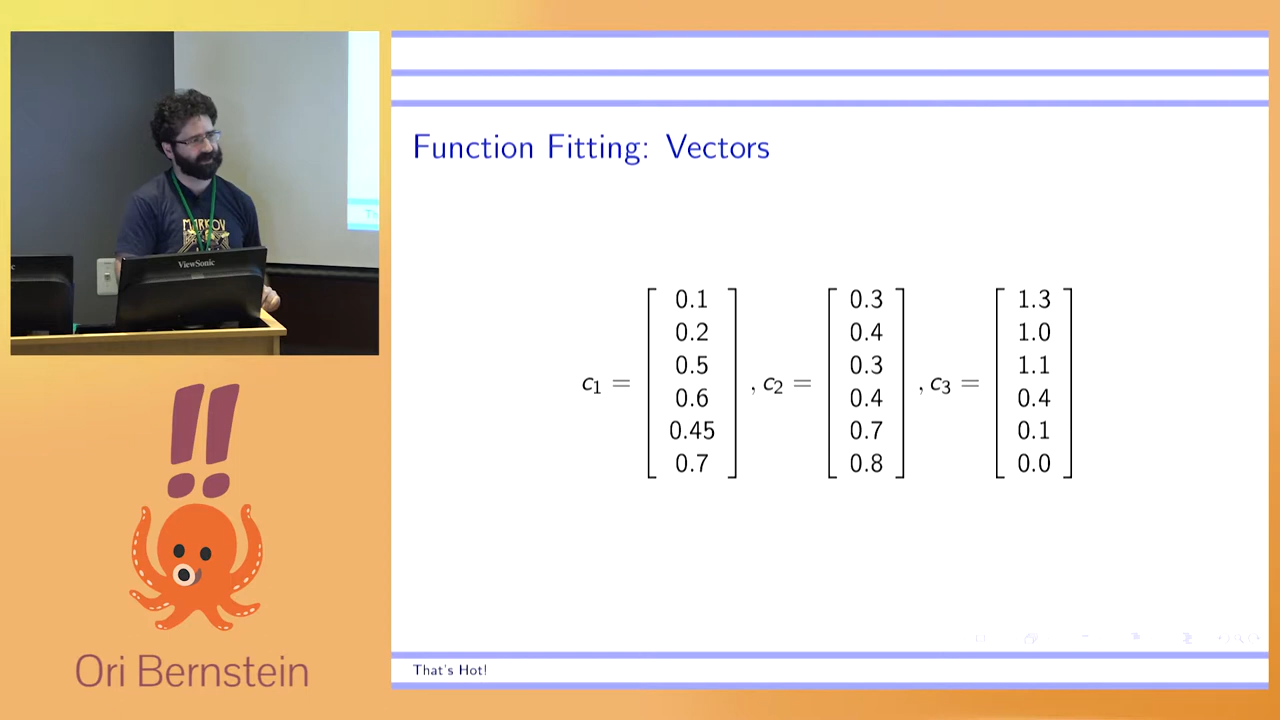 MARKOV
ViewSonic
!!
Ori Bernstein
Function Fitting: Vectors
c₁ = [ 0.1 0.2 0.5 0.6 0.45 0.7 ] , c₂ = [ 0.3 0.4 0.3 0.4 0.7 0.8 ] , c₃ = [ 1.3 1.0 1.1 0.4 0.1 0.0 ]
That's Hot!